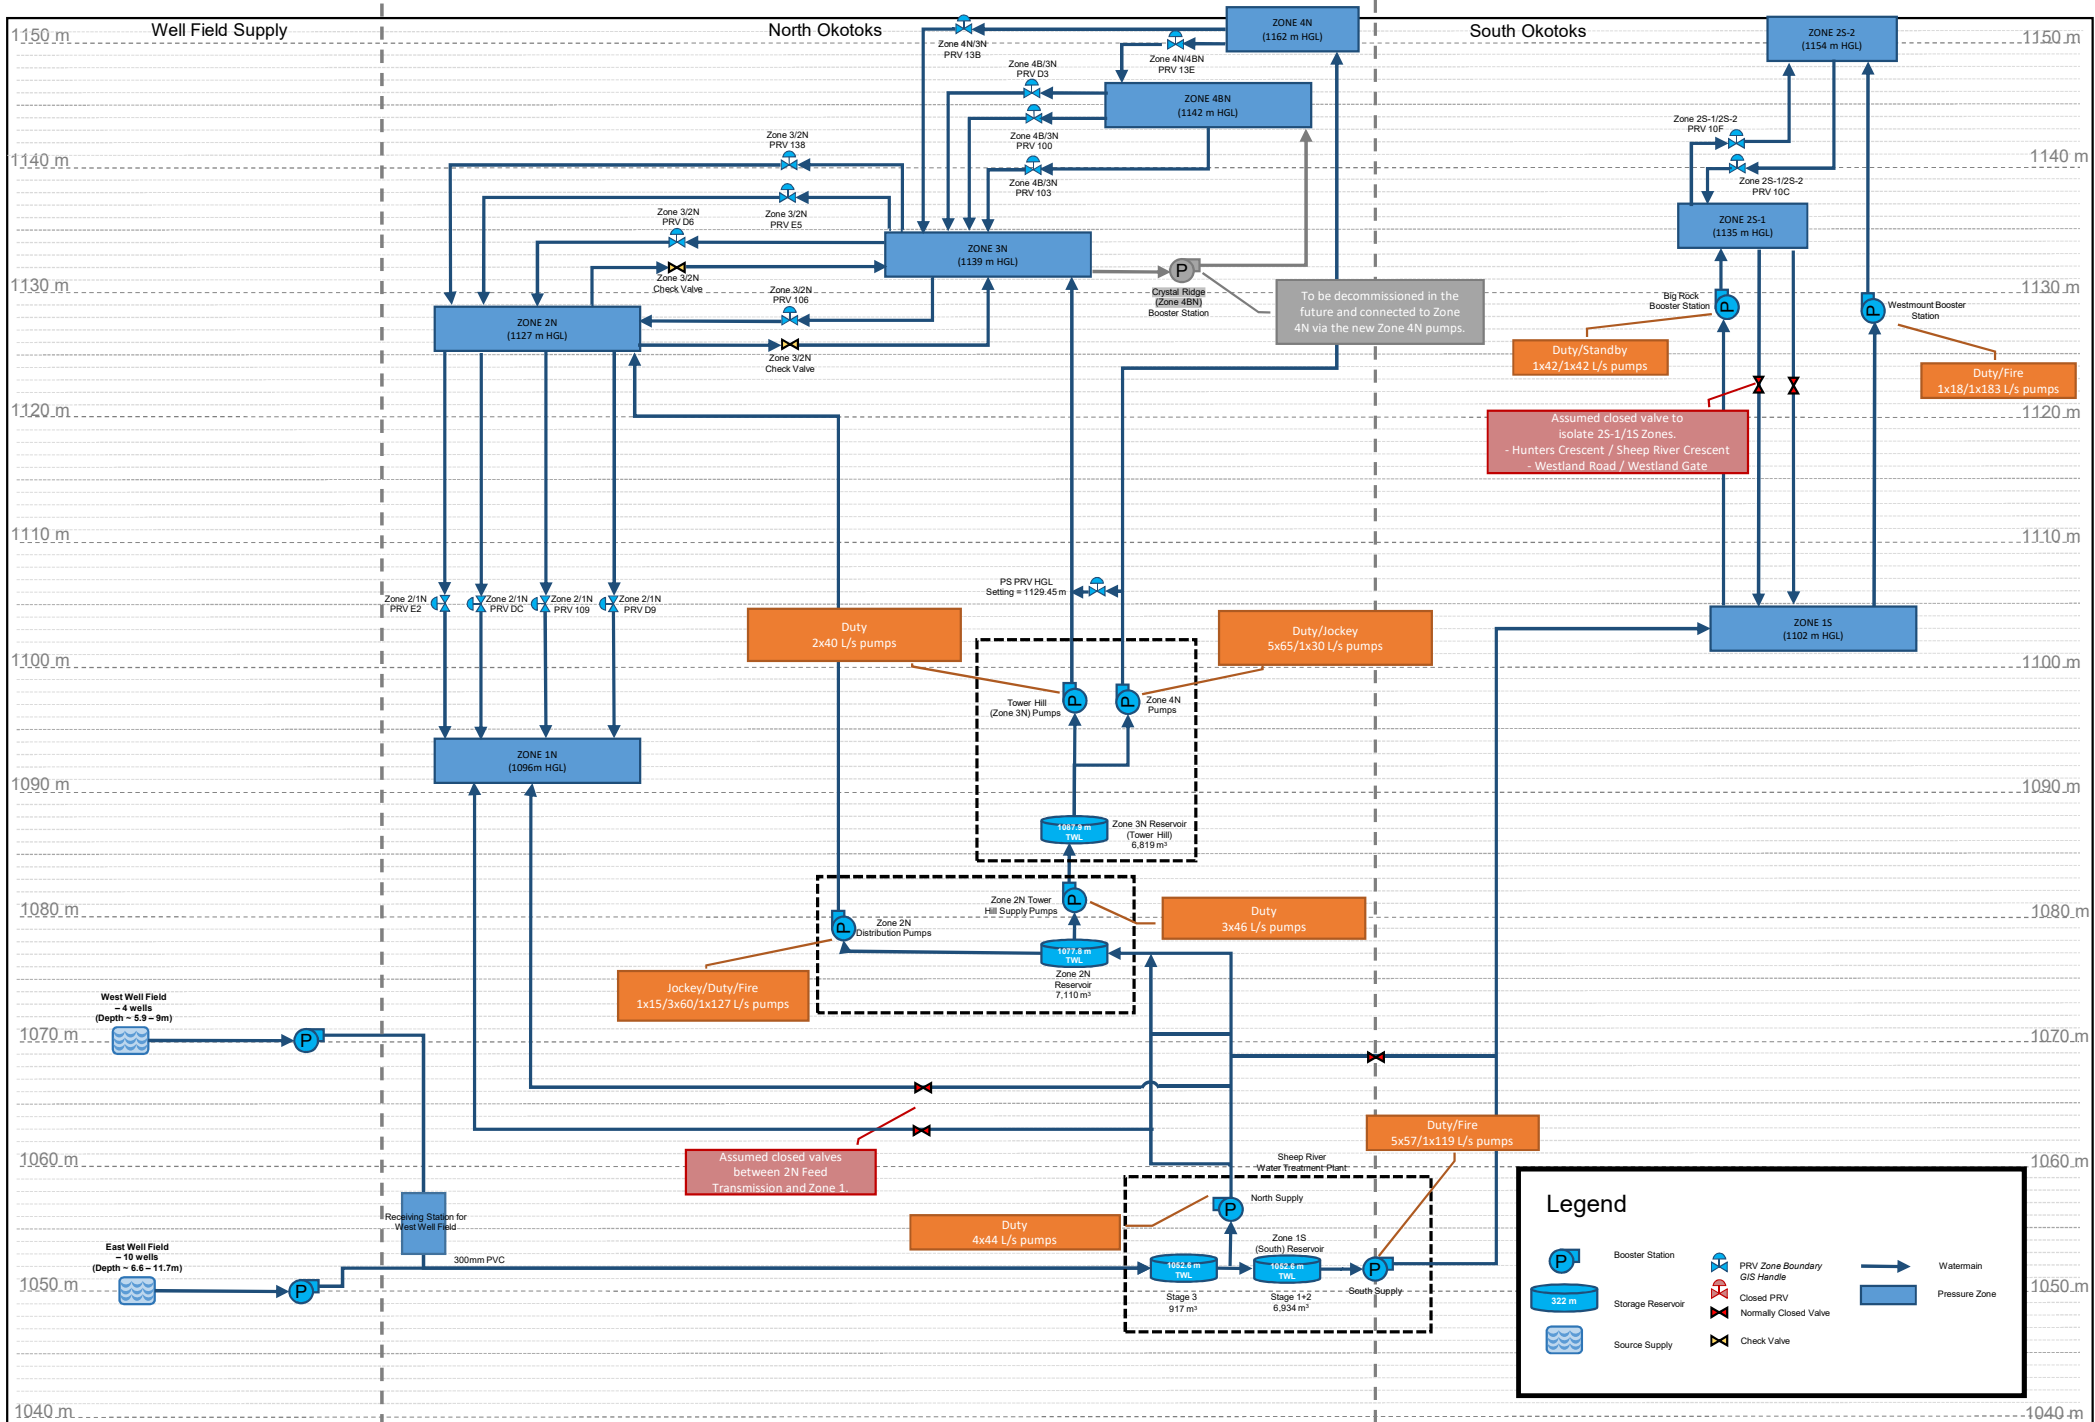 Well Field Supply
North Okotoks
South Okotoks
1150 m
1150 m
1140 m
1140 m
1130 m
1130 m
1120 m
1120 m
1110 m
1110 m
1100 m
1100 m
1090 m
1090 m
1080 m
1080 m
1070 m
1070 m
1060 m
1060 m
1050 m
1050 m
1040 m
1040 m
ZONE 4N
(1162 m HGL)
Zone 4N/3N
PRV 13B
Zone 4N/4BN
PRV 13E
Zone 4B/3N
PRV D3
ZONE 4BN
(1142 m HGL)
Zone 4B/3N
PRV 100
Zone 4B/3N
PRV 103
Zone 3/2N
PRV 138
Zone 3/2N
PRV E5
Zone 3/2N
PRV D6
Zone 3/2N
Check Valve
Zone 3/2N
PRV 106
Zone 3/2N
Check Valve
ZONE 3N
(1139 m HGL)
ZONE 2N
(1127 m HGL)
P
Crystal Ridge
(Zone 4BN)
Booster Station
To be decommissioned in the
future and connected to Zone
4N via the new Zone 4N pumps.
ZONE 2S-2
(1154 m HGL)
Zone 2S-1/2S-2
PRV 10F
Zone 2S-1/2S-2
PRV 10C
ZONE 2S-1
(1135 m HGL)
Big Rock
Booster Station
P
Westmount Booster
Station
P
Duty/Standby
1x42/1x42 L/s pumps
Duty/Fire
1x18/1x183 L/s pumps
Assumed closed valve to
isolate 2S-1/1S Zones.
- Hunters Crescent / Sheep River Crescent
- Westland Road / Westland Gate
ZONE 1S
(1102 m HGL)
Zone 2/1N
PRV E2
Zone 2/1N
PRV DC
Zone 2/1N
PRV 109
Zone 2/1N
PRV D9
PS PRV HGL
Setting = 1129.45 m
Duty
2x40 L/s pumps
Duty/Jockey
5x65/1x30 L/s pumps
Tower Hill
(Zone 3N) Pumps
P
P
Zone 4N
Pumps
ZONE 1N
(1096m HGL)
1087.9 m
TWL
Zone 3N Reservoir
(Tower Hill)
6,819 m³
Zone 2N Tower
Hill Supply Pumps
P
Duty
3x46 L/s pumps
P
Zone 2N
Distribution Pumps
1077.8 m
TWL
Zone 2N
Reservoir
7,110 m³
Jockey/Duty/Fire
1x15/3x60/1x127 L/s pumps
West Well Field
– 4 wells
(Depth ~ 5.9 – 9m)
P
Assumed closed valves
between 2N Feed
Transmission and Zone 1.
Duty/Fire
5x57/1x119 L/s pumps
Sheep River
Water Treatment Plant
North Supply
P
Duty
4x44 L/s pumps
Receiving Station for
West Well Field
East Well Field
– 10 wells
(Depth ~ 6.6 – 11.7m)
P
300mm PVC
Zone 1S
(South) Reservoir
1052.6 m
TWL
1052.6 m
TWL
P
South Supply
Stage 3
917 m³
Stage 1+2
6,934 m³
Legend
P
Booster Station
322 m
Storage Reservoir
Source Supply
PRV Zone Boundary
GIS Handle
Closed PRV
Normally Closed Valve
Check Valve
Watermain
Pressure Zone